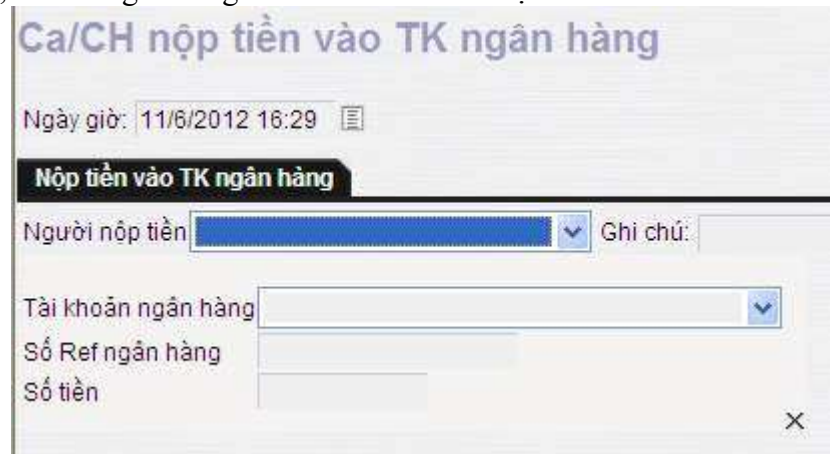 Ca/CH nộp tiền vào TK ngân hàng
Ngày giờ: 11/6/2012 16:29
Nộp tiền vào TK ngân hàng
Người nộp tiền Ghi chú:
Tài khoản ngân hàng
Số Ref ngân hàng
Số tiền